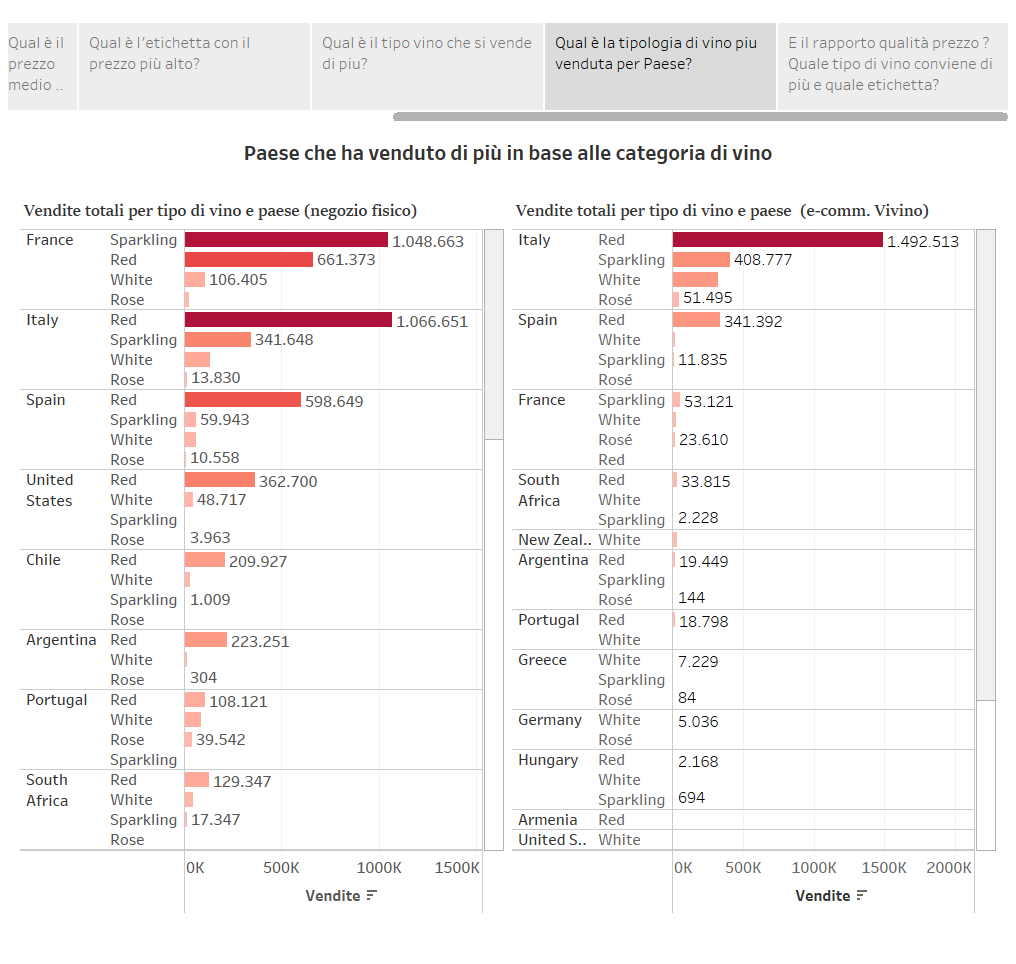 Qual è il
prezzo
medio ..
Qual è l'etichetta con il
prezzo più alto?
Qual è il tipo vino che si vende
di piu?
Qual è la tipologia di vino piu
venduta per Paese?
E il rapporto qualità prezzo ?
Quale tipo di vino conviene di
più e quale etichetta?
Paese che ha venduto di più in base alle categoria di vino
Vendite totali per tipo di vino e paese (negozio fisico)
France Sparkling 1.048.663
Red 661.373
White 106.405
Rose
Italy Red 1.066.651
Sparkling 341.648
White
Rose 13.830
Spain Red 598.649
Sparkling 59.943
White
Rose 10.558
United States Red 362.700
White 48.717
Sparkling
Rose 3.963
Chile Red 209.927
White
Sparkling 1.009
Rose
Argentina Red 223.251
White
Rose 304
Portugal Red 108.121
White
Rose 39.542
Sparkling
South Africa Red 129.347
White
Sparkling 17.347
Rose
0K 500K 1000K 1500K
Vendite
Vendite totali per tipo di vino e paese (e-comm. Vivino)
Italy Red 1.492.513
Sparkling 408.777
White
Rosé 51.495
Spain Red 341.392
White
Sparkling 11.835
Rosé
France Sparkling 53.121
White
Rosé 23.610
Red
South Africa Red 33.815
White
Sparkling 2.228
New Zeal.. White
Argentina Red 19.449
Sparkling
Rosé 144
Portugal Red 18.798
White
Greece White 7.229
Sparkling
Rosé 84
Germany White 5.036
Rosé
Hungary Red 2.168
White
Sparkling 694
Armenia Red
United S.. White
0K 500K 1000K 1500K 2000K
Vendite